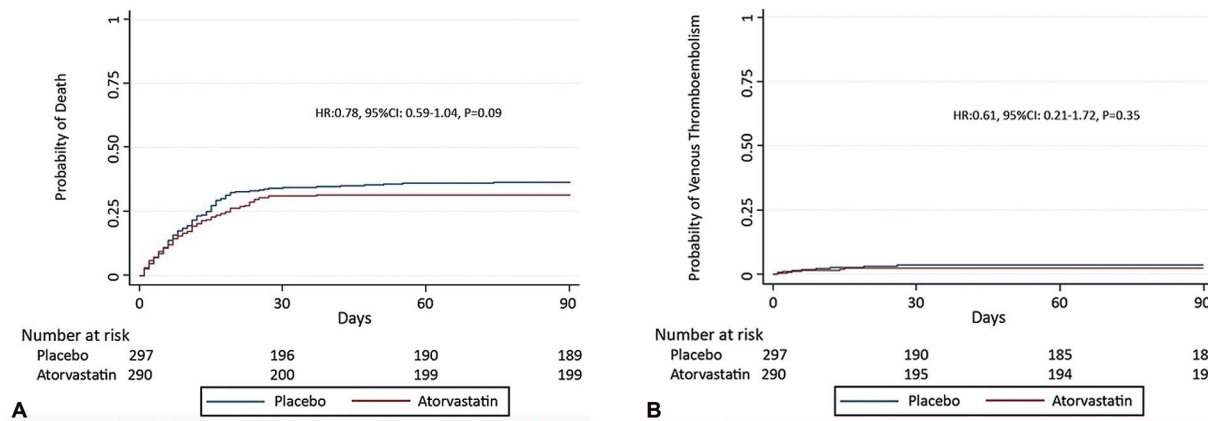 Probabilty of Death
1
0.75
0.50
0.25
0
HR:0.78, 95%CI: 0.59-1.04, P=0.09
0 30 60 90
Days
Number at risk
Placebo 297 196 190 189
Atorvastatin 290 200 199 199
Placebo Atorvastatin
A
Probabilty of Venous Thromboembolism
1
0.75
0.50
0.25
0
HR:0.61, 95%CI: 0.21-1.72, P=0.35
0 30 60 90
Days
Number at risk
Placebo 297 190 185 18
Atorvastatin 290 195 194 19
Placebo Atorvastatin
B